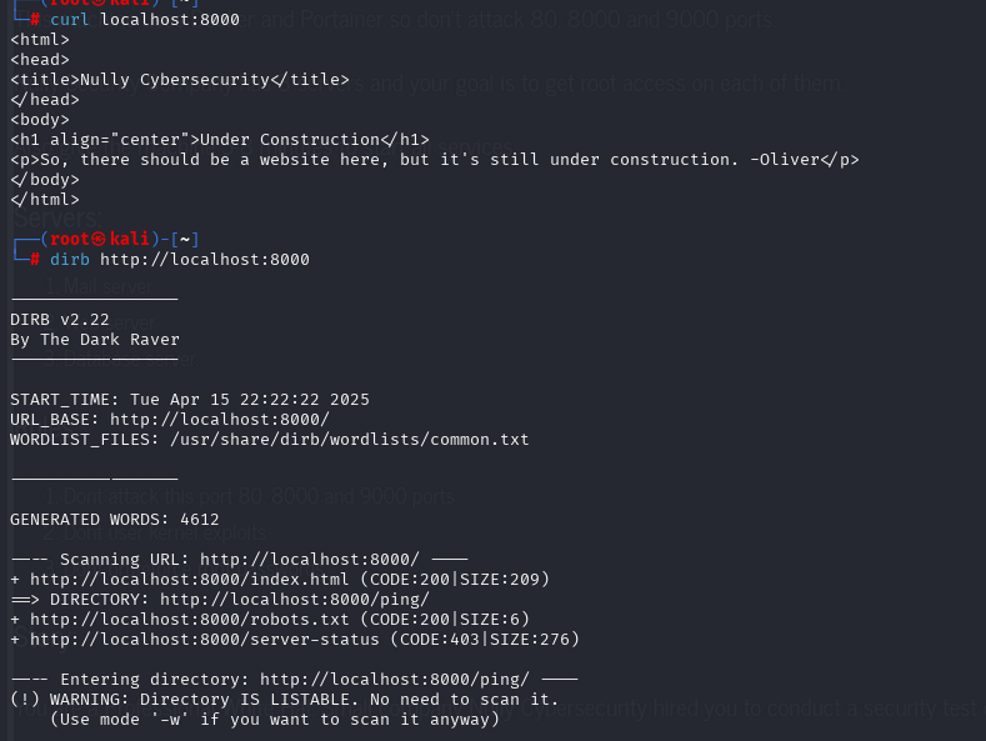 ┌──(root㉿kali)-[~]
└─# curl localhost:8000
er and Portainer so don't attack 80, 8000 and 9000 ports
<html>
<head>
<title>Nully Cybersecurity</title>
ers and your goal is to get root access on each of them
</head>
<body>
<h1 align="center">Under Construction</h1>
services
<p>So, there should be a website here, but it's still under construction. -Oliver</p>
</body>
</html>
Servers:
┌──(root㉿kali)-[~]
└─# dirb http://localhost:8000
1. Mail server
-----------------
DIRB v2.22
server
By The Dark Raver
3. Database server
-----------------
START_TIME: Tue Apr 15 22:22:22 2025
URL_BASE: http://localhost:8000/
WORDLIST_FILES: /usr/share/dirb/wordlists/common.txt
-----------------
1. Dont attack this port 80, 8000 and 9000 ports
GENERATED WORDS: 4612
2. Dont user kernel exploits
---- Scanning URL: http://localhost:8000/ ----
+ http://localhost:8000/index.html (CODE:200|SIZE:209)
==> DIRECTORY: http://localhost:8000/ping/
+ http://localhost:8000/robots.txt (CODE:200|SIZE:6)
+ http://localhost:8000/server-status (CODE:403|SIZE:276)
---- Entering directory: http://localhost:8000/ping/ ----
(!) WARNING: Directory IS LISTABLE. No need to scan it.
(Use mode '-w' if you want to scan it anyway)
Cybersecurity hired you to conduct a security test